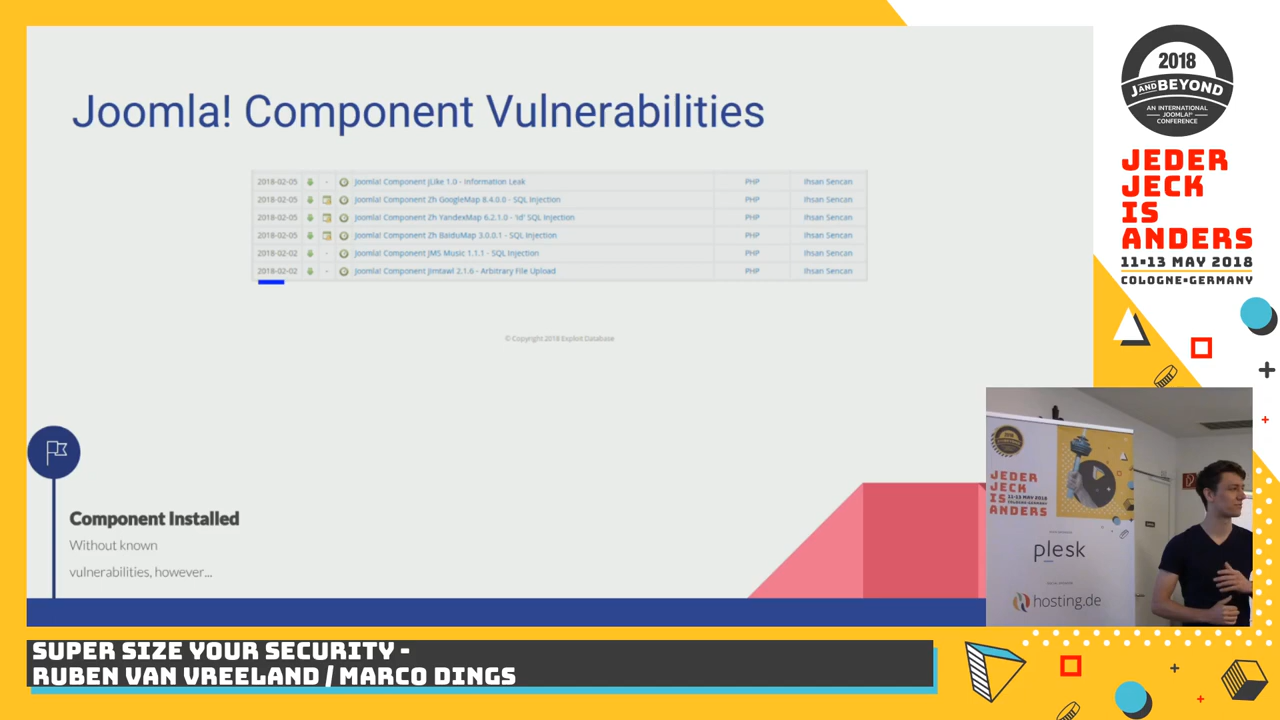 Joomla! Component Vulnerabilities
2018-02-05 - Joomla! Component jLike 1.0 - Information Leak PHP Ihsan Sencan
2018-02-05 Joomla! Component Zh GoogleMap 8.4.0.0 - SQL Injection PHP Ihsan Sencan
2018-02-05 Joomla! Component Zh YandexMap 6.2.1.0 - 'id' SQL Injection PHP Ihsan Sencan
2018-02-05 Joomla! Component Zh BaiduMap 3.0.0.1 - SQL Injection PHP Ihsan Sencan
2018-02-02 - Joomla! Component JMS Music 1.1.1 - SQL Injection PHP Ihsan Sencan
2018-02-02 - Joomla! Component Jimtawl 2.1.6 - Arbitrary File Upload PHP Ihsan Sencan
© Copyright 2018 Exploit Database
Component Installed
Without known
vulnerabilities, however...
2018
J AND BEYOND
AN INTERNATIONAL
JOOMLA!®
CONFERENCE
JEDER
JECK
IS
ANDERS
11-13 MAY 2018
COLOGNE•GERMANY
JEDER
JECK
IS 11-13 MAY 2018
COLOGNE•GERMANY
ANDERS
plesk
hosting.de
SUPER SIZE YOUR SECURITY -
RUBEN VAN VREELAND / MARCO DINGS